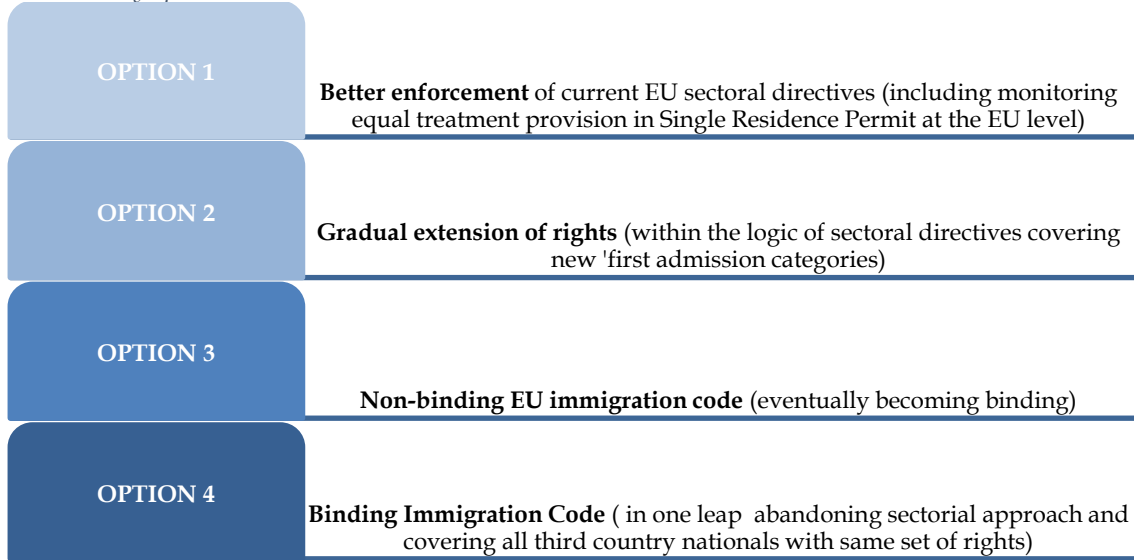 OPTION 1
Better enforcement of current EU sectoral directives (including monitoring
equal treatment provision in Single Residence Permit at the EU level)
OPTION 2
Gradual extension of rights (within the logic of sectoral directives covering
new 'first admission categories)
OPTION 3
Non-binding EU immigration code (eventually becoming binding)
OPTION 4
Binding Immigration Code ( in one leap abandoning sectorial approach and
covering all third country nationals with same set of rights)